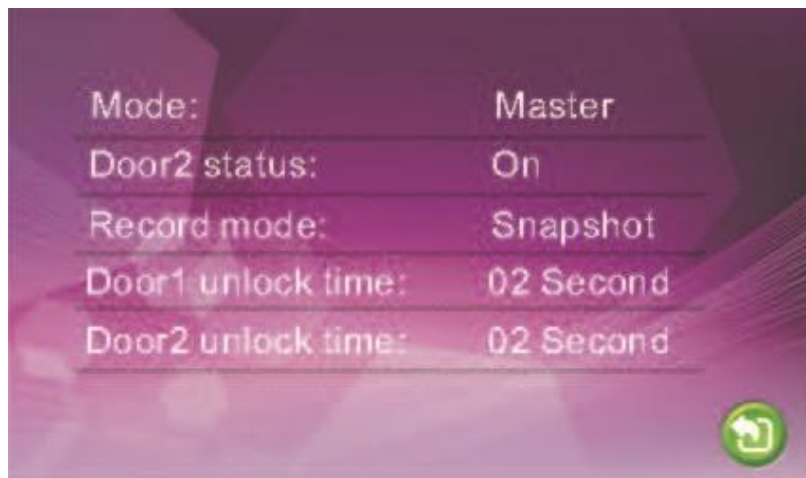 Mode: Master
Door2 status: On
Record mode: Snapshot
Door1 unlock time: 02 Second
Door2 unlock time: 02 Second